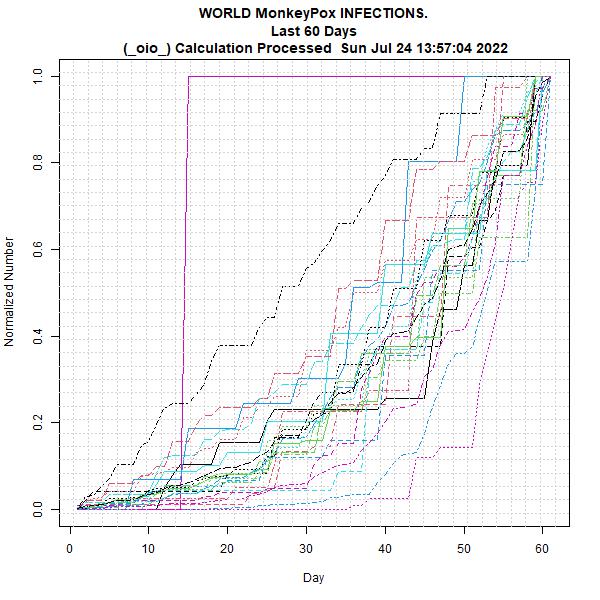 WORLD MonkeyPox INFECTIONS.
Last 60 Days
(_oio_) Calculation Processed  Sun Jul 24 13:57:04 2022
Normalized Number
1.0
0.8
0.6
0.4
0.2
0.0
0 10 20 30 40 50 60
Day